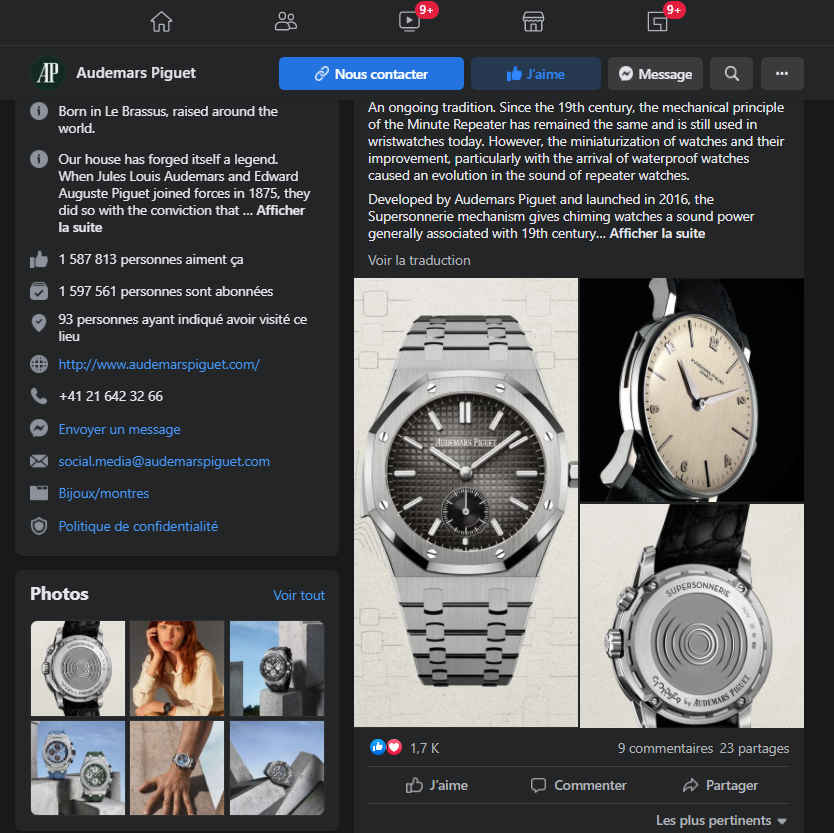 9+
9+
AP
Audemars Piguet
Nous contacter
J'aime
Message
Born in Le Brassus, raised around the
world.
Our house has forged itself a legend.
When Jules Louis Audemars and Edward
Auguste Piguet joined forces in 1875, they
did so with the conviction that ... Afficher
la suite
1 587 813 personnes aiment ça
1 597 561 personnes sont abonnées
93 personnes ayant indiqué avoir visité ce
lieu
http://www.audemarspiguet.com/
+41 21 642 32 66
Envoyer un message
social.media@audemarspiguet.com
Bijoux/montres
Politique de confidentialité
Photos
Voir tout
An ongoing tradition. Since the 19th century, the mechanical principle
of the Minute Repeater has remained the same and is still used in
wristwatches today. However, the miniaturization of watches and their
improvement, particularly with the arrival of waterproof watches
caused an evolution in the sound of repeater watches.
Developed by Audemars Piguet and launched in 2016, the
Supersonnerie mechanism gives chiming watches a sound power
generally associated with 19th century... Afficher la suite
Voir la traduction
AUDEMARS PIGUET
AUDEMARS PIGUET
SUPERSONNERIE
by AUDEMARS PIGUET
1,7 K
9 commentaires 23 partages
J'aime
Commenter
Partager
Les plus pertinents